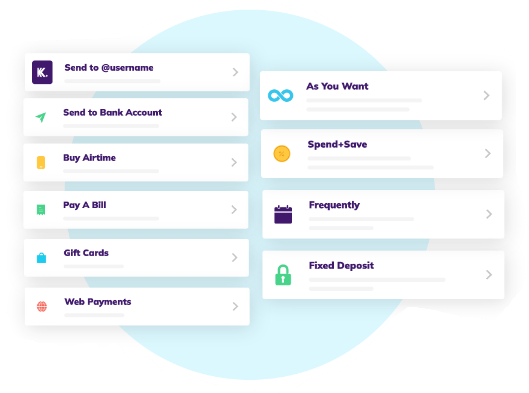 K.
Send to @username
Send to Bank Account
Buy Airtime
Pay A Bill
Gift Cards
Web Payments
As You Want
Spend+Save
Frequently
Fixed Deposit